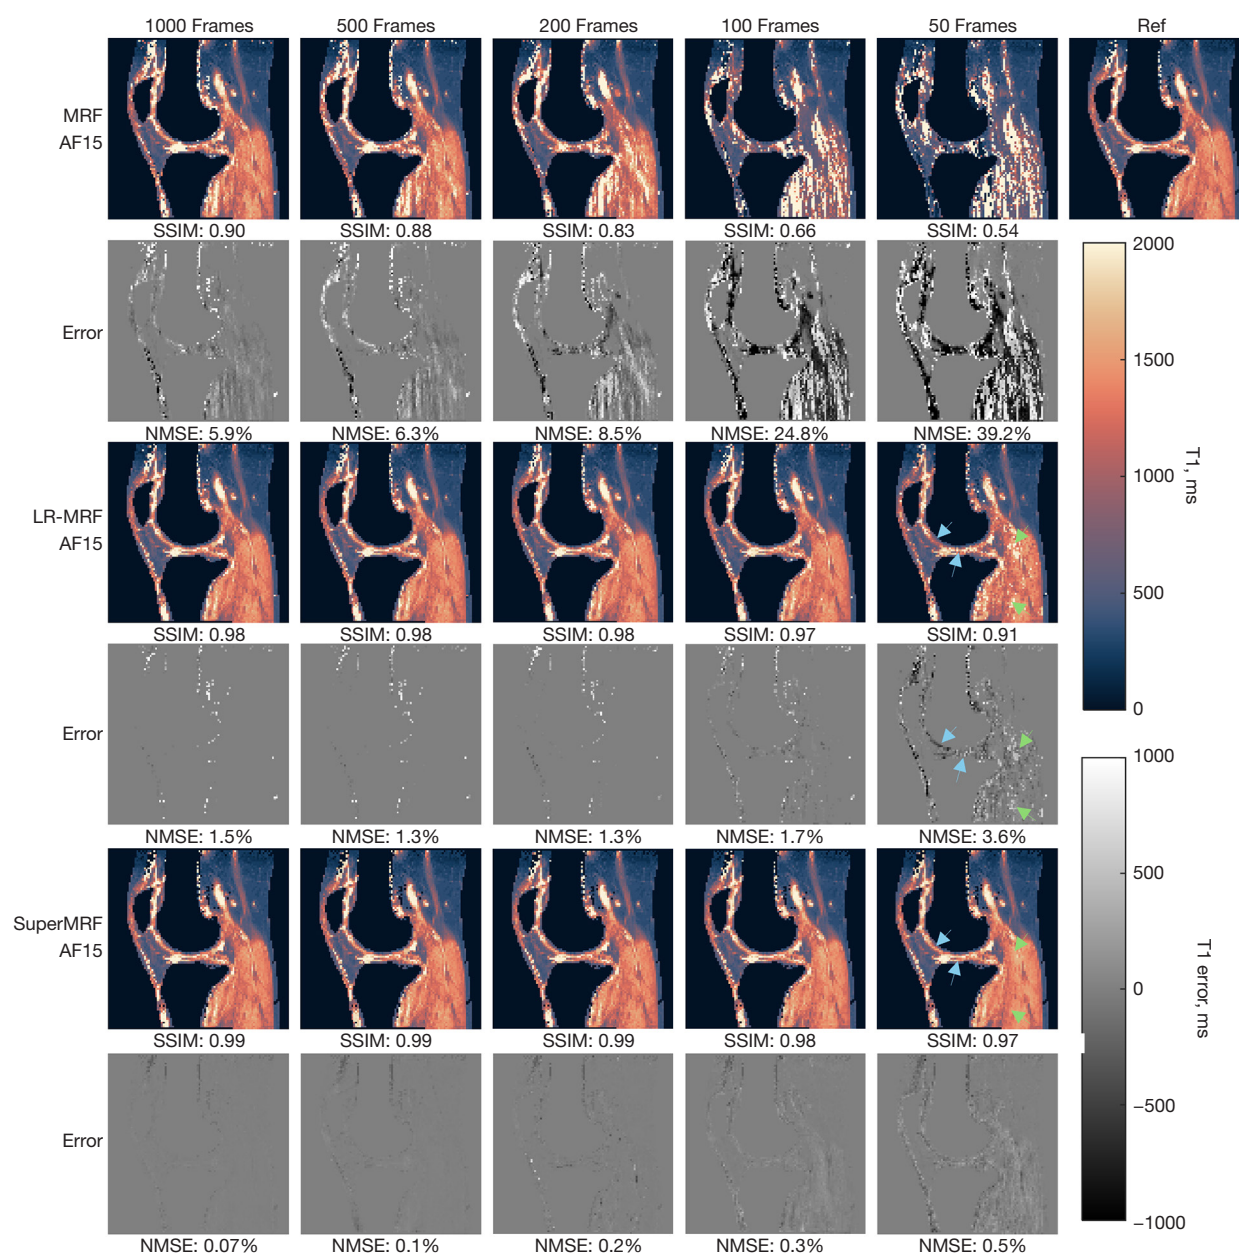 1000 Frames 500 Frames 200 Frames 100 Frames 50 Frames Ref
MRF
AF15
SSIM: 0.90 SSIM: 0.88 SSIM: 0.83 SSIM: 0.66 SSIM: 0.54
Error
NMSE: 5.9% NMSE: 6.3% NMSE: 8.5% NMSE: 24.8% NMSE: 39.2%
LR-MRF
AF15
SSIM: 0.98 SSIM: 0.98 SSIM: 0.98 SSIM: 0.97 SSIM: 0.91
Error
NMSE: 1.5% NMSE: 1.3% NMSE: 1.3% NMSE: 1.7% NMSE: 3.6%
SuperMRF
AF15
SSIM: 0.99 SSIM: 0.99 SSIM: 0.99 SSIM: 0.98 SSIM: 0.97
Error
NMSE: 0.07% NMSE: 0.1% NMSE: 0.2% NMSE: 0.3% NMSE: 0.5%
2000
1500
1000
500
0
T1, ms
1000
500
0
−500
−1000
T1 error, ms